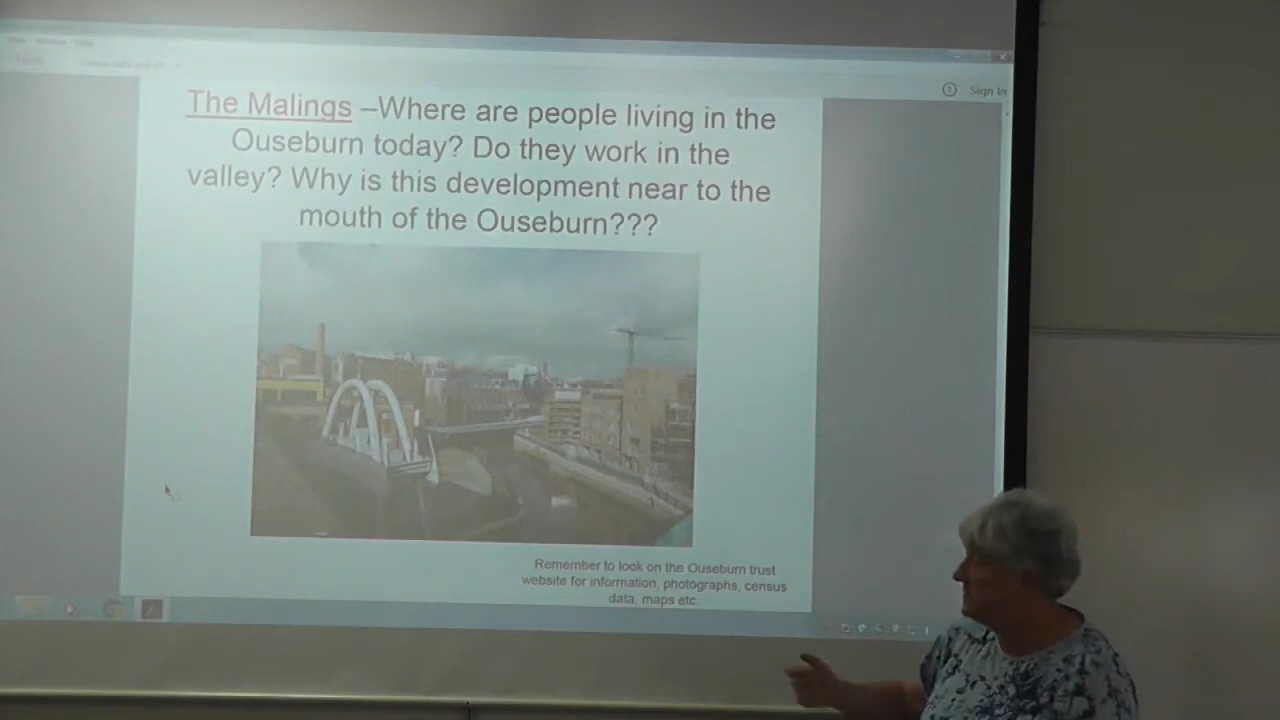 Sign In
The Malings –Where are people living in the
Ouseburn today? Do they work in the
valley? Why is this development near to the
mouth of the Ouseburn???
Remember to look on the Ouseburn trust
website for information, photographs, census
data, maps etc.